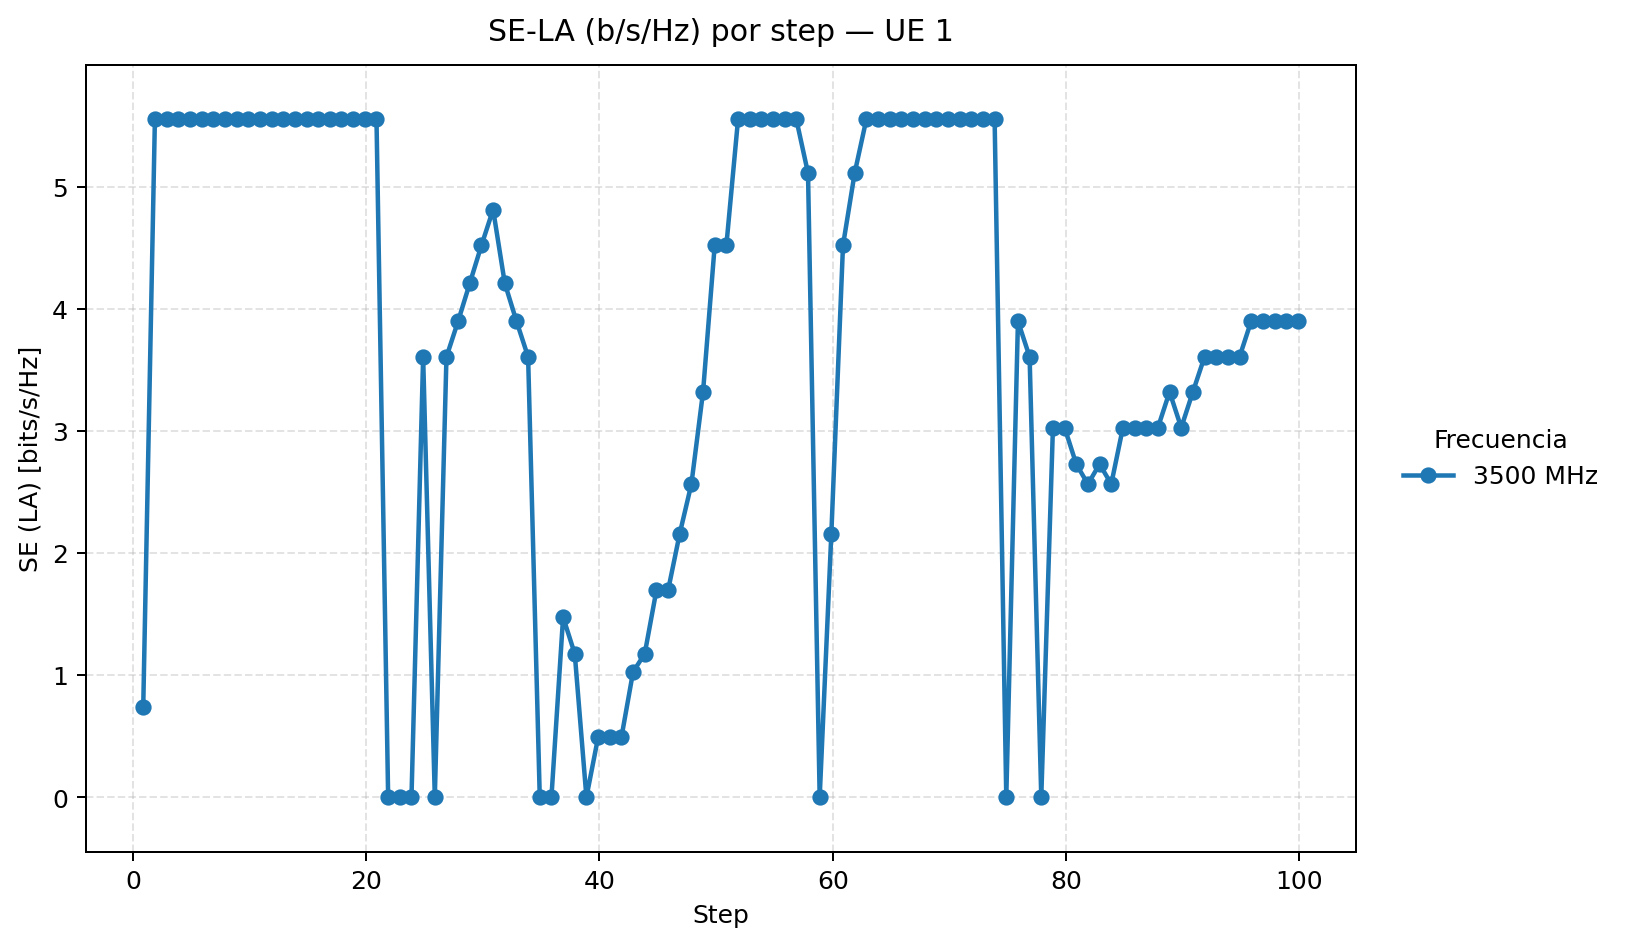 SE-LA (b/s/Hz) por step — UE 1
SE (LA) [bits/s/Hz]
5
4
3
2
1
0
0 20 40 60 80 100
Step
Frecuencia
3500 MHz